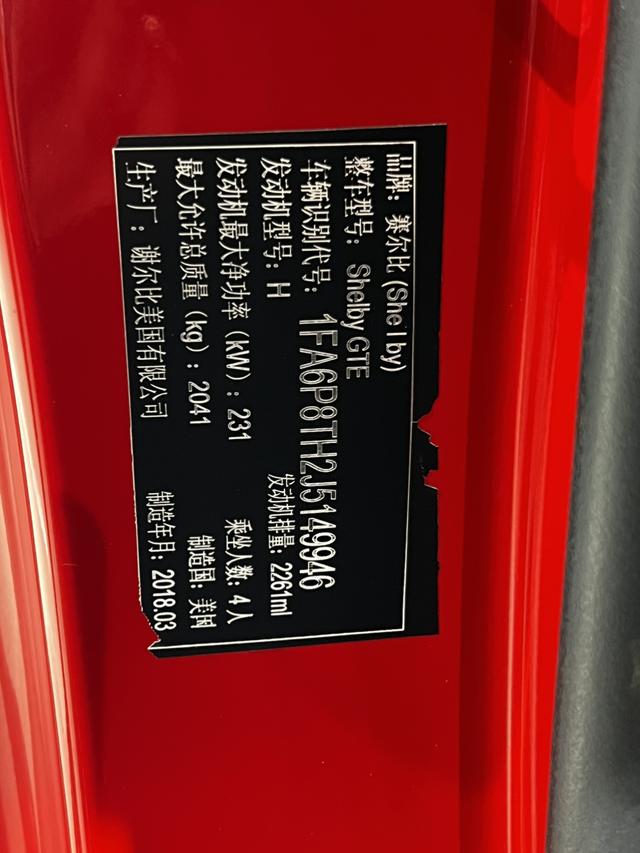 品牌：赛尔比 (Shelby)
整车型号： Shelby GTE
车辆识别代号： 1FA6P8TH2J5149946
发动机型号：H 发动机排量：2261ml
发动机最大净功率（kW）：231 乘坐人数：4人
最大允许总质量（kg）：2041 制造国：美国
生产厂：谢尔比美国有限公司 制造年月：2018.03